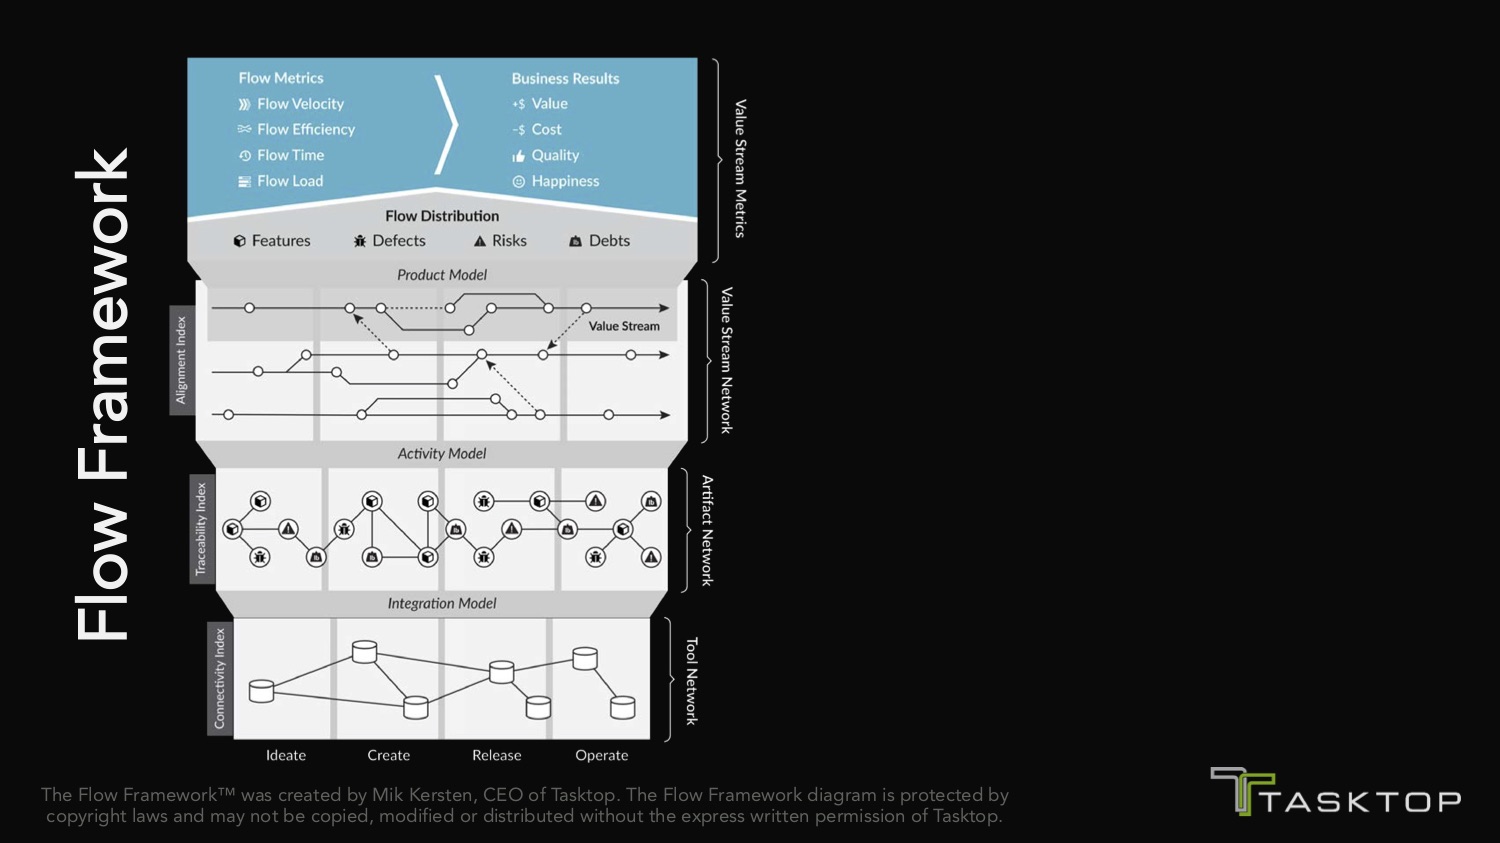 Flow Framework
Flow Metrics
Flow Velocity
Flow Efficiency
Flow Time
Flow Load
Business Results
+$ Value
-$ Cost
Quality
Happiness
Flow Distribution
Features
Defects
Risks
Debts
Value Stream Metrics
Product Model
Alignment Index
Value Stream
Value Stream Network
Activity Model
Traceability Index
Artifact Network
Integration Model
Connectivity Index
Tool Network
Ideate
Create
Release
Operate
The Flow Framework™ was created by Mik Kersten, CEO of Tasktop. The Flow Framework diagram is protected by
copyright laws and may not be copied, modified or distributed without the express written permission of Tasktop.
TASKTOP